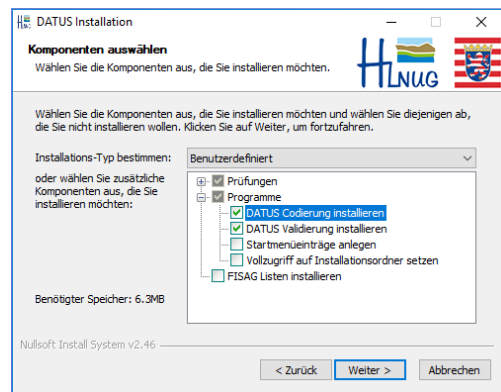 DATUS Installation
Komponenten auswählen
Wählen Sie die Komponenten aus, die Sie installieren möchten.
HLNUG
Wählen Sie die Komponenten aus, die Sie installieren möchten und wählen Sie diejenigen ab,
die Sie nicht installieren wollen. Klicken Sie auf Weiter, um fortzufahren.
Installations-Typ bestimmen:
Benutzerdefiniert
oder wählen Sie zusätzliche
Komponenten aus, die Sie
installieren möchten:
Prüfungen
Programme
DATUS Codierung installieren
DATUS Validierung installieren
Startmenüeinträge anlegen
Vollzugriff auf Installationsordner setzen
FISAG Listen installieren
Benötigter Speicher: 6.3MB
Nullsoft Install System v2.46
< Zurück
Weiter >
Abbrechen